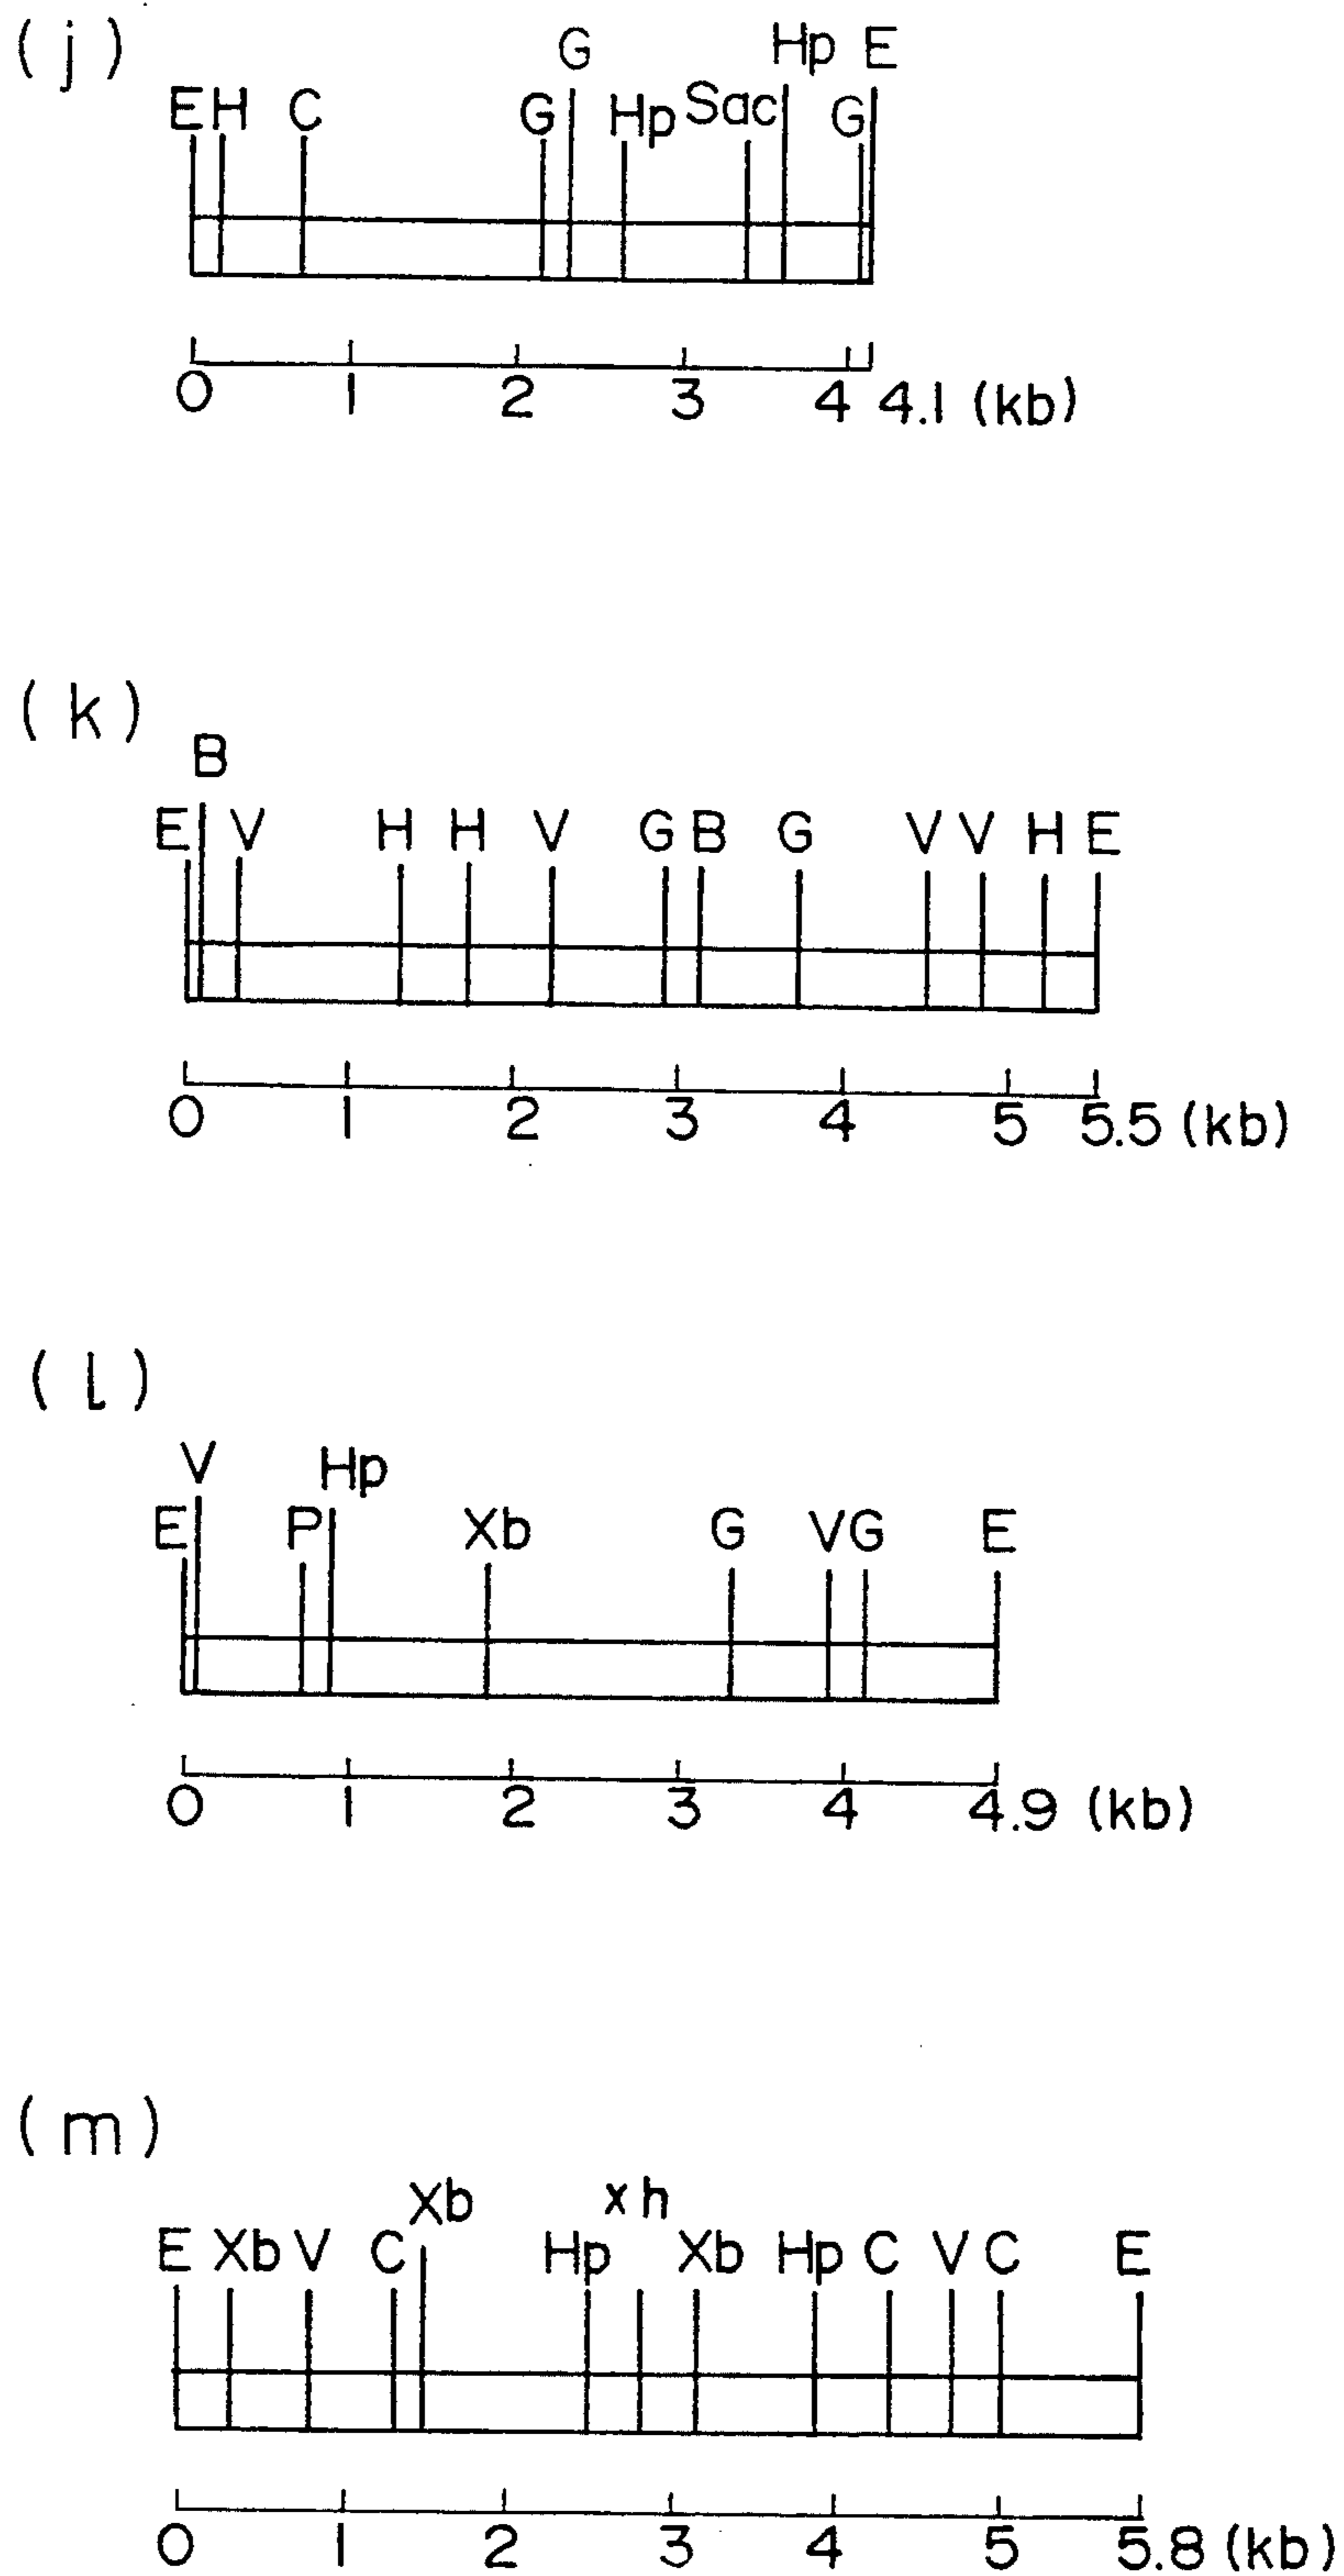 (j)
G Hp E
E H C G Hp Sac G
0 1 2 3 4 4.1 (kb)
(k)
B
E V H H V G B G V V H E
0 1 2 3 4 5 5.5 (kb)
(l)
V Hp
E P Xb G V G E
0 1 2 3 4 4.9 (kb)
(m)
Xb xh
E Xb V C Hp Xb Hp C V C E
0 1 2 3 4 5 5.8 (kb)